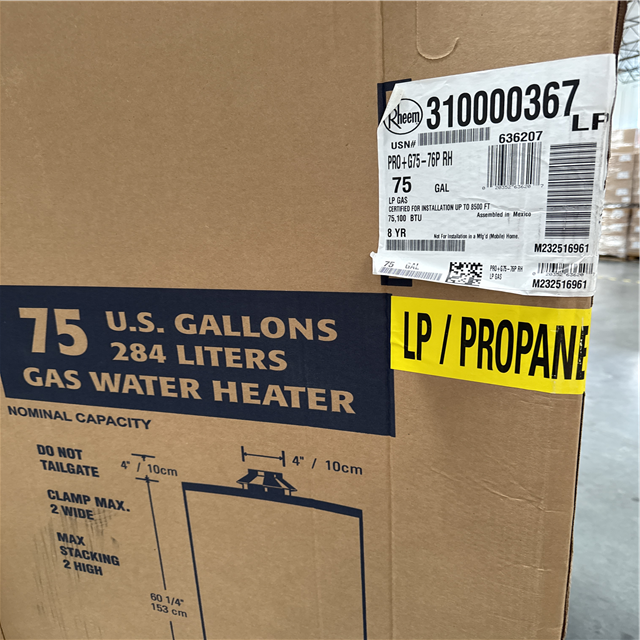 Rheem 310000367 LP
USN# 636207
PRO+G75-76P RH
75 GAL
LP GAS
CERTIFIED FOR INSTALLATION UP TO 8500 FT
75,100 BTU Assembled in Mexico
8 YR Not For Installation in a Mfg'd (Mobile) Home.
M232516961
75 GAL PRO+G75-76P RH
LP GAS
M232516961
LP / PROPANE
75 U.S. GALLONS
284 LITERS
GAS WATER HEATER
NOMINAL CAPACITY
DO NOT
TAILGATE
4" / 10cm
4" / 10cm
CLAMP MAX.
2 WIDE
MAX
STACKING
2 HIGH
60 1/4"
153 cm